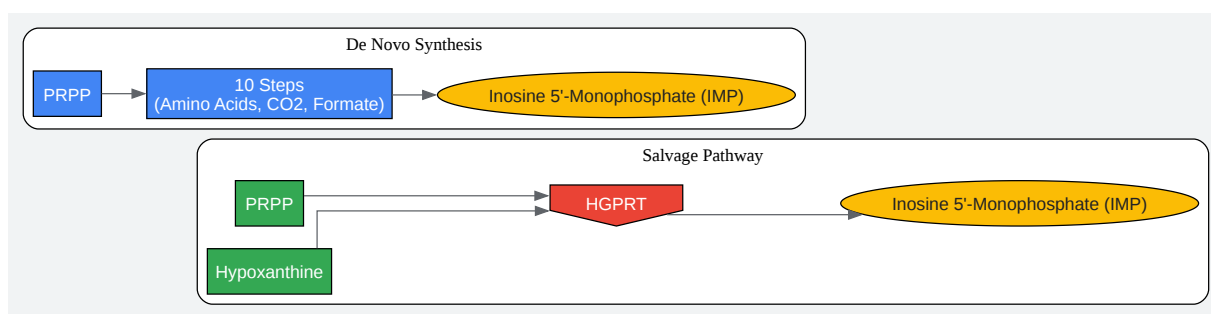 De Novo Synthesis
PRPP
10 Steps
(Amino Acids, CO2, Formate)
Inosine 5'-Monophosphate (IMP)
Salvage Pathway
PRPP
HGPRT
Inosine 5'-Monophosphate (IMP)
Hypoxanthine